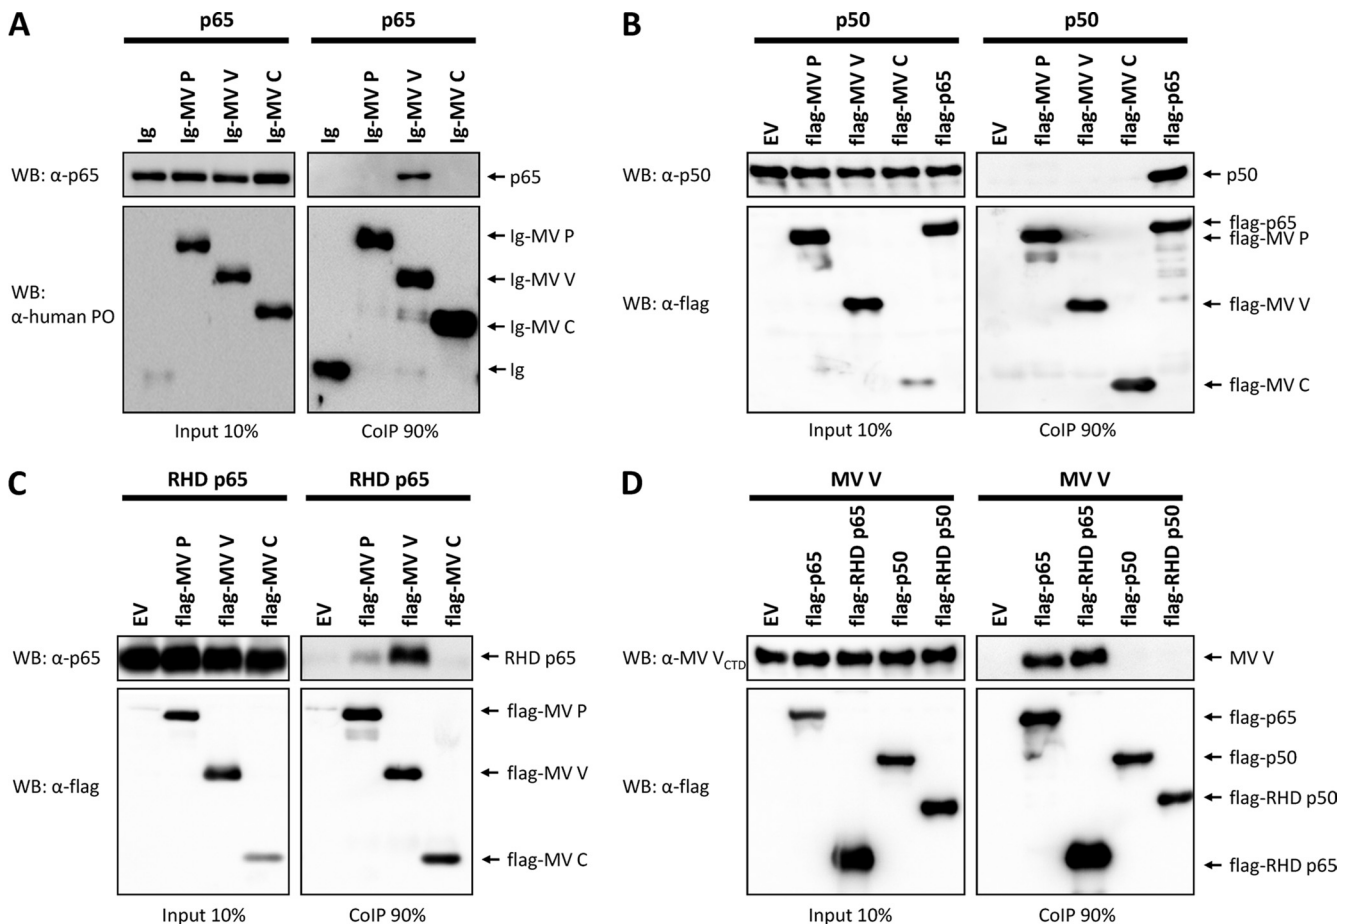 A
p65
p65
Ig
Ig-MV P
Ig-MV V
Ig-MV C
Ig
Ig-MV P
Ig-MV V
Ig-MV C
WB: α-p65
p65
WB:
α-human PO
Ig-MV P
Ig-MV V
Ig-MV C
Ig
Input 10%
CoIP 90%
B
p50
p50
EV
flag-MV P
flag-MV V
flag-MV C
flag-p65
EV
flag-MV P
flag-MV V
flag-MV C
flag-p65
WB: α-p50
p50
WB: α-flag
flag-p65
flag-MV P
flag-MV V
flag-MV C
Input 10%
CoIP 90%
C
RHD p65
RHD p65
EV
flag-MV P
flag-MV V
flag-MV C
EV
flag-MV P
flag-MV V
flag-MV C
WB: α-p65
RHD p65
WB: α-flag
flag-MV P
flag-MV V
flag-MV C
Input 10%
CoIP 90%
D
MV V
MV V
EV
flag-p65
flag-RHD p65
flag-p50
flag-RHD p50
EV
flag-p65
flag-RHD p65
flag-p50
flag-RHD p50
WB: α-MV VCTD
MV V
WB: α-flag
flag-p65
flag-p50
flag-RHD p50
flag-RHD p65
Input 10%
CoIP 90%